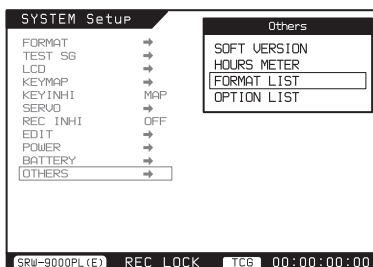 SYSTEM Setup
FORMAT →
TEST SG →
LCD →
KEYMAP →
KEYINHI MAP
SERVO →
REC INHI OFF
EDIT →
POWER →
BATTERY →
OTHERS →
Others
SOFT VERSION
HOURS METER
FORMAT LIST
OPTION LIST
SRW-9000PL(E) REC LOCK TCG 00:00:00:00